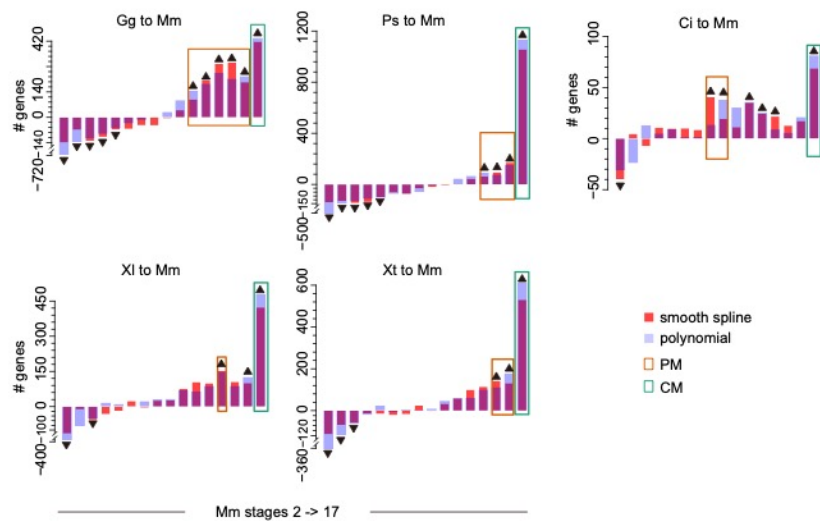 Gg to Mm
# genes
420
140
0
-140
-720
Ps to Mm
1200
800
400
0
-150
-500
Ci to Mm
# genes
100
50
0
-50
Xl to Mm
# genes
450
300
150
0
-100
-400
Xt to Mm
600
400
200
0
-120
-360
smooth spline
polynomial
PM
CM
Mm stages 2 -> 17